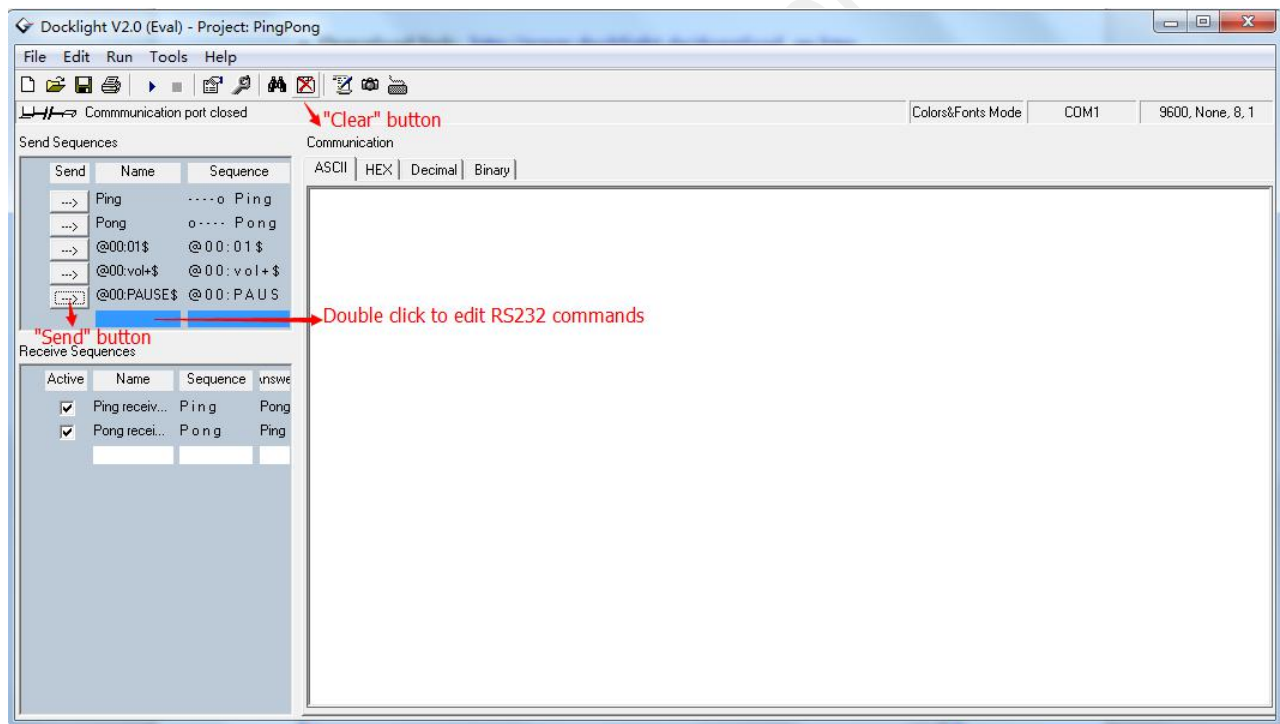 Docklight V2.0 (Eval) - Project: PingPong
File Edit Run Tools Help
Commmunication port closed
Colors&Fonts Mode COM1 9600, None, 8, 1
"Clear" button
Send Sequences
Communication
Send Name Sequence
ASCII HEX Decimal Binary
---> Ping ----o Ping
---> Pong o---- Pong
---> @00:01$ @00:01$
---> @00:vol+$ @00:vol+$
---> @00:PAUSE$ @00:PAUS
Double click to edit RS232 commands
"Send" button
Receive Sequences
Active Name Sequence Answe
Ping receiv... Ping Pong
Pong recei... Pong Ping